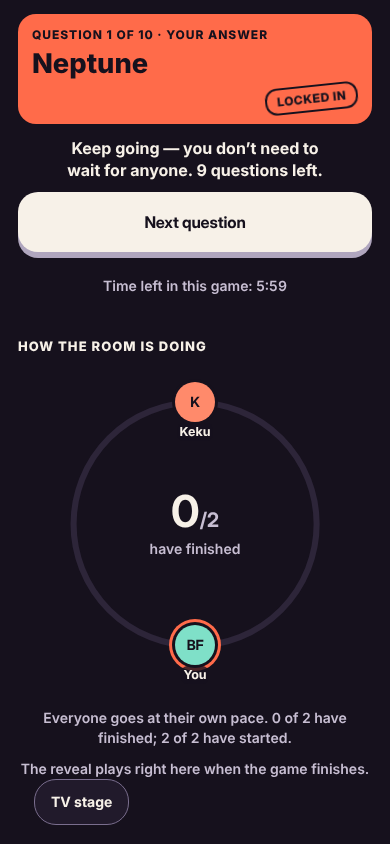 QUESTION 1 OF 10 · YOUR ANSWER
Neptune
LOCKED IN
Keep going — you don’t need to
wait for anyone. 9 questions left.
Next question
Time left in this game: 5:59
HOW THE ROOM IS DOING
K
Keku
0/2
have finished
BF
You
Everyone goes at their own pace. 0 of 2 have
finished; 2 of 2 have started.
The reveal plays right here when the game finishes.
TV stage